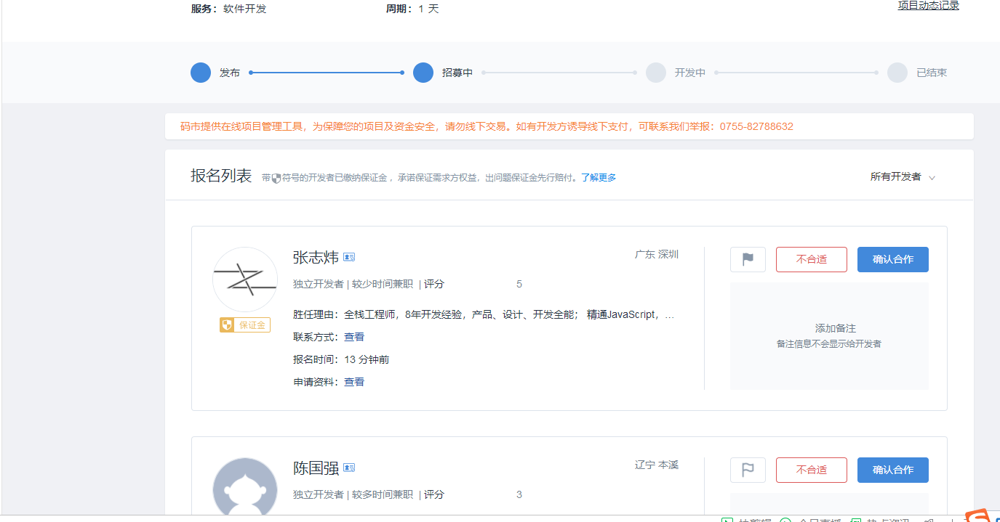 服务：软件开发 周期：1 天 项目动态记录
发布 招募中 开发中 已结束
码市提供在线项目管理工具，为保障您的项目及资金安全，请勿线下交易。如有开发方诱导线下支付，可联系我们举报：0755-82788632
报名列表 带符号的开发者已缴纳保证金 ，承诺保证需求方权益，出问题保证金先行赔付。了解更多 所有开发者
张志炜 广东 深圳 不合适 确认合作
独立开发者 | 较少时间兼职 | 评分 5
胜任理由：全栈工程师，8年开发经验，产品、设计、开发全能； 精通JavaScript，…
保证金
添加备注
联系方式：查看
备注信息不会显示给开发者
报名时间：13 分钟前
申请资料：查看
陈国强 辽宁 本溪 不合适 确认合作
独立开发者 | 较多时间兼职 | 评分 3